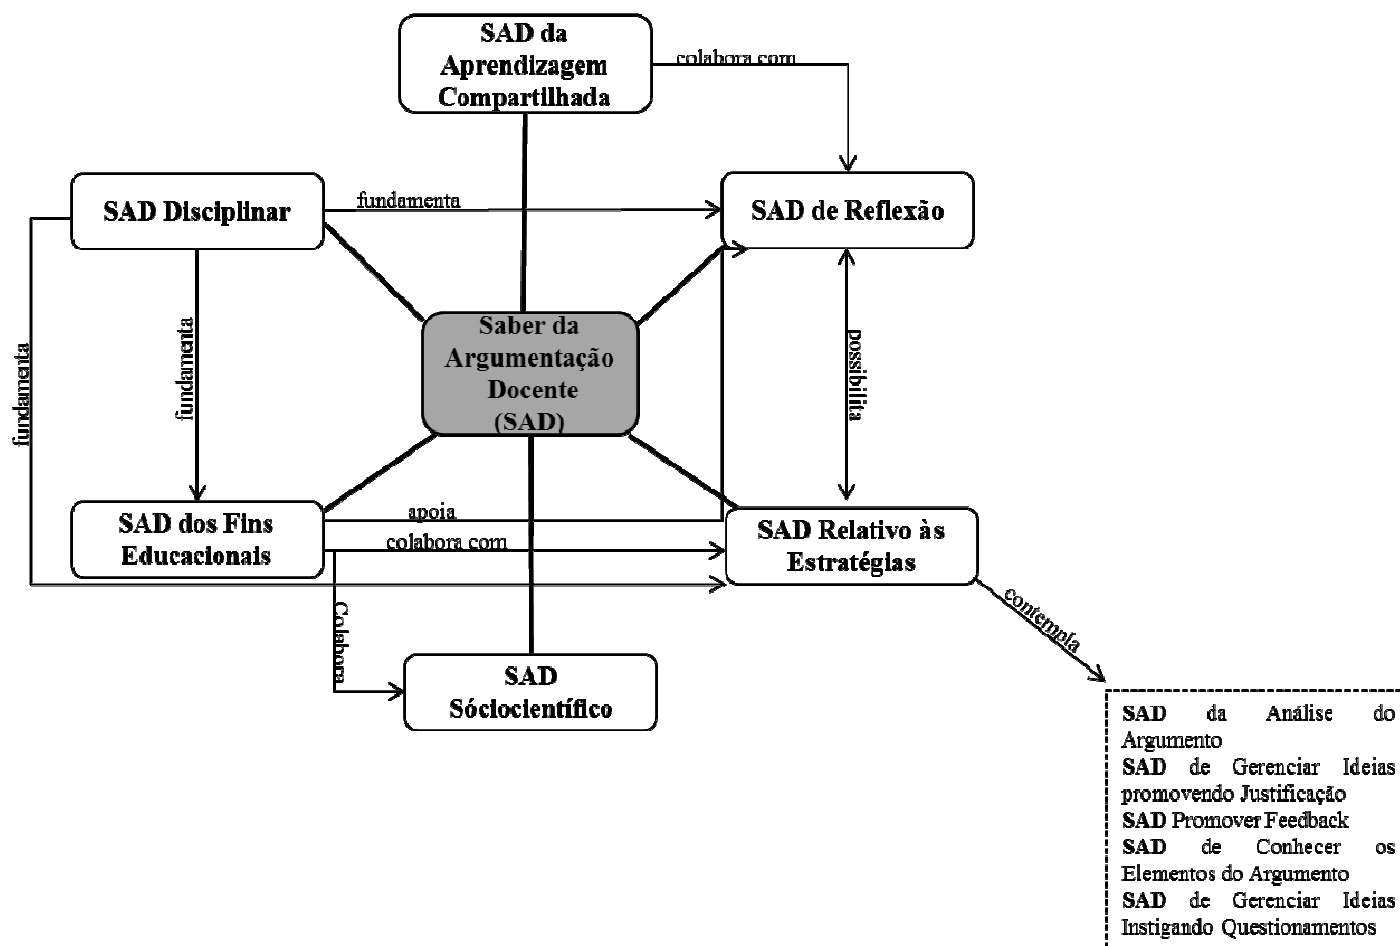 SAD da
Aprendizagem
Compartilhada
colabora com
SAD Disciplinar
fundamenta
SAD de Reflexão
Saber da
Argumentação
Docente
(SAD)
fundamenta
fundamenta
possibilita
SAD dos Fins
Educacionais
apoia
colabora com
SAD Relativo às
Estratégias
Colabora
contempla
SAD
Sóciocientífico
SAD da Análise do
Argumento
SAD de Gerenciar Ideias
promovendo Justificação
SAD Promover Feedback
SAD de Conhecer os
Elementos do Argumento
SAD de Gerenciar Ideias
Instigando Questionamentos